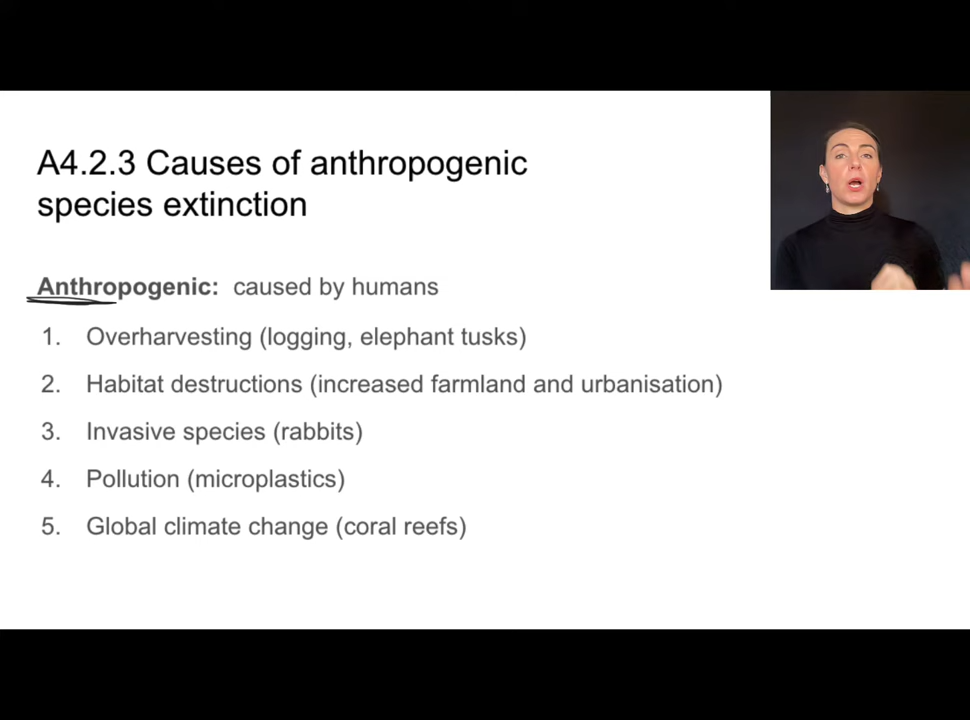 A4.2.3 Causes of anthropogenic
species extinction
Anthropogenic: caused by humans
1. Overharvesting (logging, elephant tusks)
2. Habitat destructions (increased farmland and urbanisation)
3. Invasive species (rabbits)
4. Pollution (microplastics)
5. Global climate change (coral reefs)